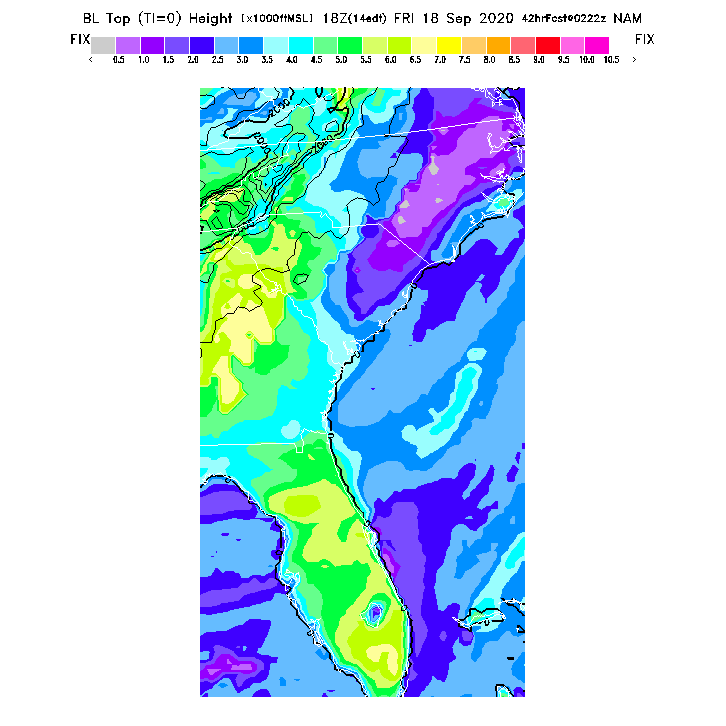 BL Top (TI=0) Height [x1000ftMSL] 18Z(14edt) FRI 18 Sep 2020 42hrFcst@0222z NAM
FIX FIX
< 0.5 1.0 1.5 2.0 2.5 3.0 3.5 4.0 4.5 5.0 5.5 6.0 6.5 7.0 7.5 8.0 8.5 9.0 9.5 10.0 10.5 >
2000
2000
2000